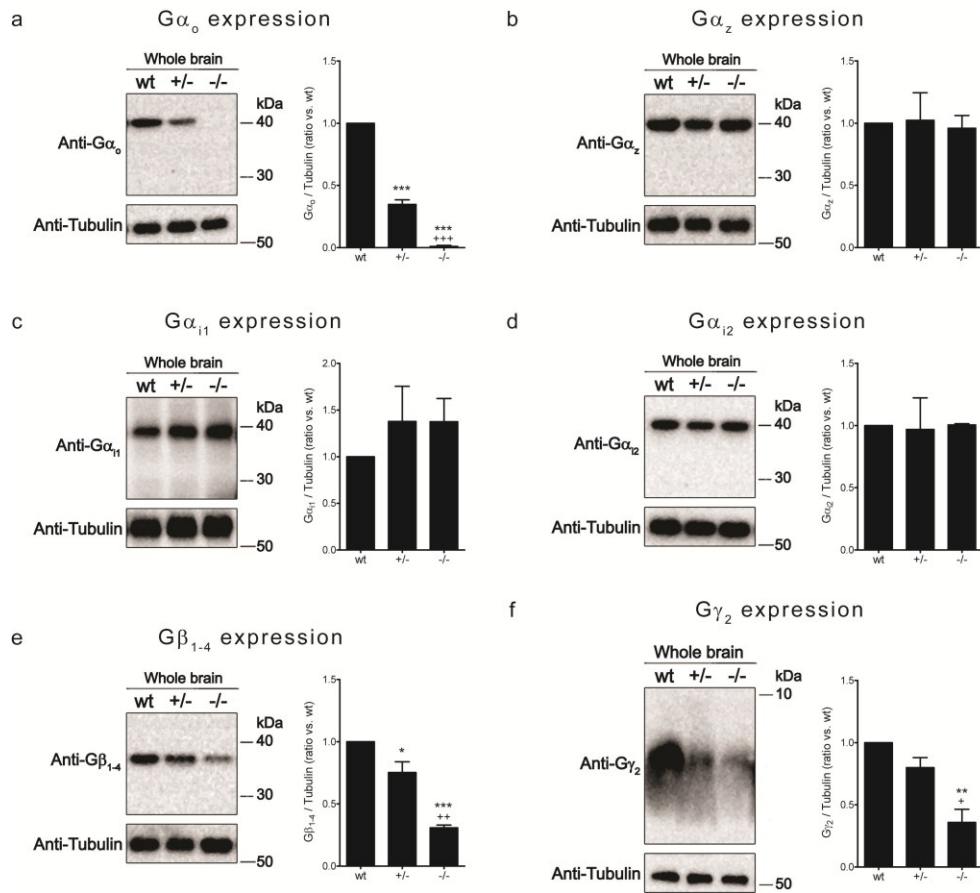 a
Gαo expression
Whole brain
wt +/- -/-
kDa
Anti-Gαo
40
30
Anti-Tubulin
50
Gαo / Tubulin (ratio vs. wt)
1.5
1.0
0.5
0.0
***
***
+++
wt +/- -/-
b
Gαz expression
Whole brain
wt +/- -/-
kDa
Anti-Gαz
40
30
Anti-Tubulin
50
Gαz / Tubulin (ratio vs. wt)
1.5
1.0
0.5
0.0
wt +/- -/-
c
Gαi1 expression
Whole brain
wt +/- -/-
kDa
Anti-Gαi1
40
30
Anti-Tubulin
50
Gαi1 / Tubulin (ratio vs. wt)
2.0
1.5
1.0
0.5
0.0
wt +/- -/-
d
Gαi2 expression
Whole brain
wt +/- -/-
kDa
Anti-Gαi2
40
30
Anti-Tubulin
50
Gαi2 / Tubulin (ratio vs. wt)
1.5
1.0
0.5
0.0
wt +/- -/-
e
Gβ1-4 expression
Whole brain
wt +/- -/-
kDa
Anti-Gβ1-4
40
30
Anti-Tubulin
50
Gβ1-4 / Tubulin (ratio vs. wt)
1.5
1.0
0.5
0.0
*
***
++
wt +/- -/-
f
Gγ2 expression
Whole brain
wt +/- -/-
kDa
Anti-Gγ2
10
Anti-Tubulin
50
Gγ2 / Tubulin (ratio vs. wt)
1.5
1.0
0.5
0.0
**
+
wt +/- -/-